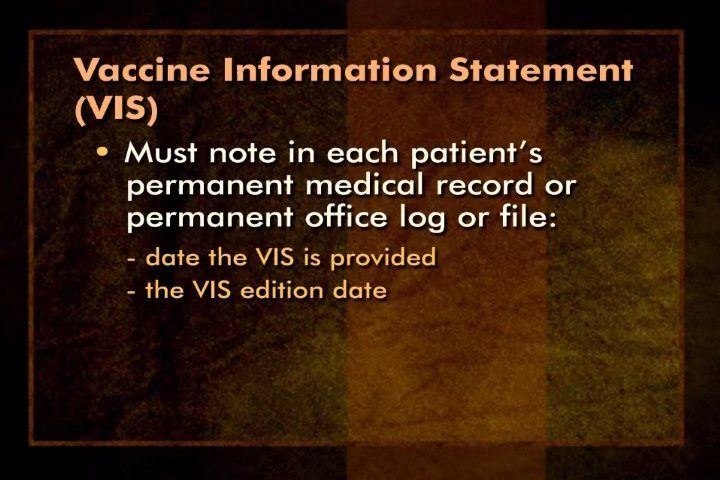 Vaccine Information Statement
(VIS)
• Must note in each patient’s
permanent medical record or
permanent office log or file:
- date the VIS is provided
- the VIS edition date